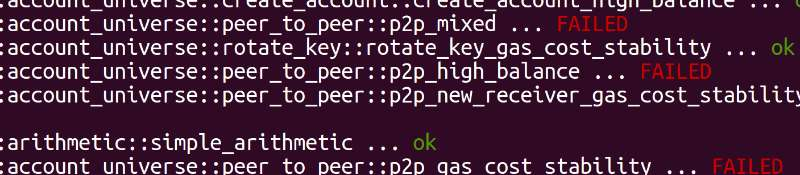 :account_universe::create_account::create_account_high_balance ...
:account_universe::peer_to_peer::p2p_mixed ... FAILED
:account_universe::rotate_key::rotate_key_gas_cost_stability ... ok
:account_universe::peer_to_peer::p2p_high_balance ... FAILED
:account_universe::peer_to_peer::p2p_new_receiver_gas_cost_stability
:arithmetic::simple_arithmetic ... ok
:account_universe::peer_to_peer::p2p_gas_cost_stability ... FAILED